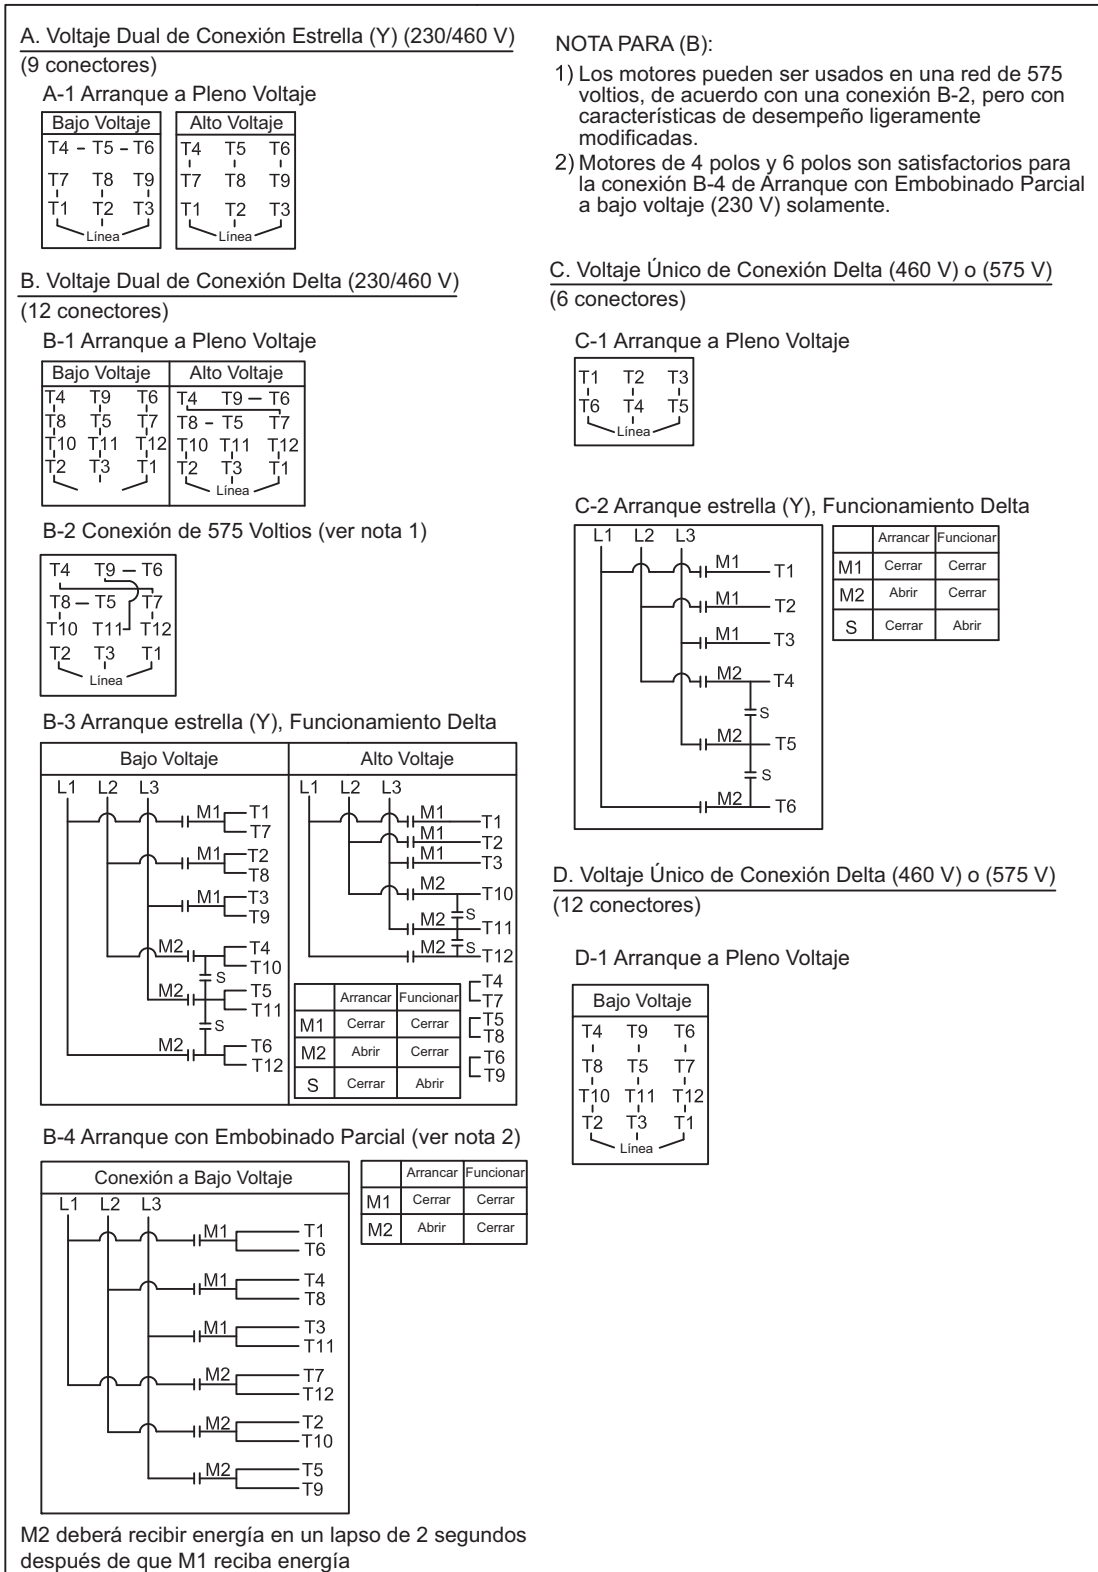 A. Voltaje Dual de Conexión Estrella (Y) (230/460 V)
(9 conectores)
A-1 Arranque a Pleno Voltaje
Bajo Voltaje Alto Voltaje
T4 – T5 – T6 T4 T5 T6
T7 T8 T9 T7 T8 T9
T1 T2 T3 T1 T2 T3
Línea Línea
B. Voltaje Dual de Conexión Delta (230/460 V)
(12 conectores)
B-1 Arranque a Pleno Voltaje
Bajo Voltaje Alto Voltaje
T4 T9 T6 T4 T9 – T6
T8 T5 T7 T8 – T5 T7
T10 T11 T12 T10 T11 T12
T2 T3 T1 T2 T3 T1
Línea
B-2 Conexión de 575 Voltios (ver nota 1)
T4 T9 – T6
T8 – T5 T7
T10 T11 T12
T2 T3 T1
Línea
B-3 Arranque estrella (Y), Funcionamiento Delta
Bajo Voltaje
L1 L2 L3
M1 T1
T7
M1 T2
T8
M1 T3
T9
M2 T4
T10
S
M2 T5
T11
S
M2 T6
T12
Alto Voltaje
L1 L2 L3
M1 T1
M1 T2
M1 T3
M2 T10
S
M2 T11
S
M2 T12
T4
T7
T5
T8
T6
T9
Arrancar Funcionar
M1 Cerrar Cerrar
M2 Abrir Cerrar
S Cerrar Abrir
B-4 Arranque con Embobinado Parcial (ver nota 2)
Conexión a Bajo Voltaje
L1 L2 L3
M1 T1
T6
M1 T4
T8
M1 T3
T11
M2 T7
T12
M2 T2
T10
M2 T5
T9
Arrancar Funcionar
M1 Cerrar Cerrar
M2 Abrir Cerrar
M2 deberá recibir energía en un lapso de 2 segundos
después de que M1 reciba energía
NOTA PARA (B):
1) Los motores pueden ser usados en una red de 575
voltios, de acuerdo con una conexión B-2, pero con
características de desempeño ligeramente
modificadas.
2) Motores de 4 polos y 6 polos son satisfactorios para
la conexión B-4 de Arranque con Embobinado Parcial
a bajo voltaje (230 V) solamente.
C. Voltaje Único de Conexión Delta (460 V) o (575 V)
(6 conectores)
C-1 Arranque a Pleno Voltaje
T1 T2 T3
T6 T4 T5
Línea
C-2 Arranque estrella (Y), Funcionamiento Delta
L1 L2 L3
M1 T1
M1 T2
M1 T3
M2 T4
S
M2 T5
S
M2 T6
Arrancar Funcionar
M1 Cerrar Cerrar
M2 Abrir Cerrar
S Cerrar Abrir
D. Voltaje Único de Conexión Delta (460 V) o (575 V)
(12 conectores)
D-1 Arranque a Pleno Voltaje
Bajo Voltaje
T4 T9 T6
T8 T5 T7
T10 T11 T12
T2 T3 T1
Línea